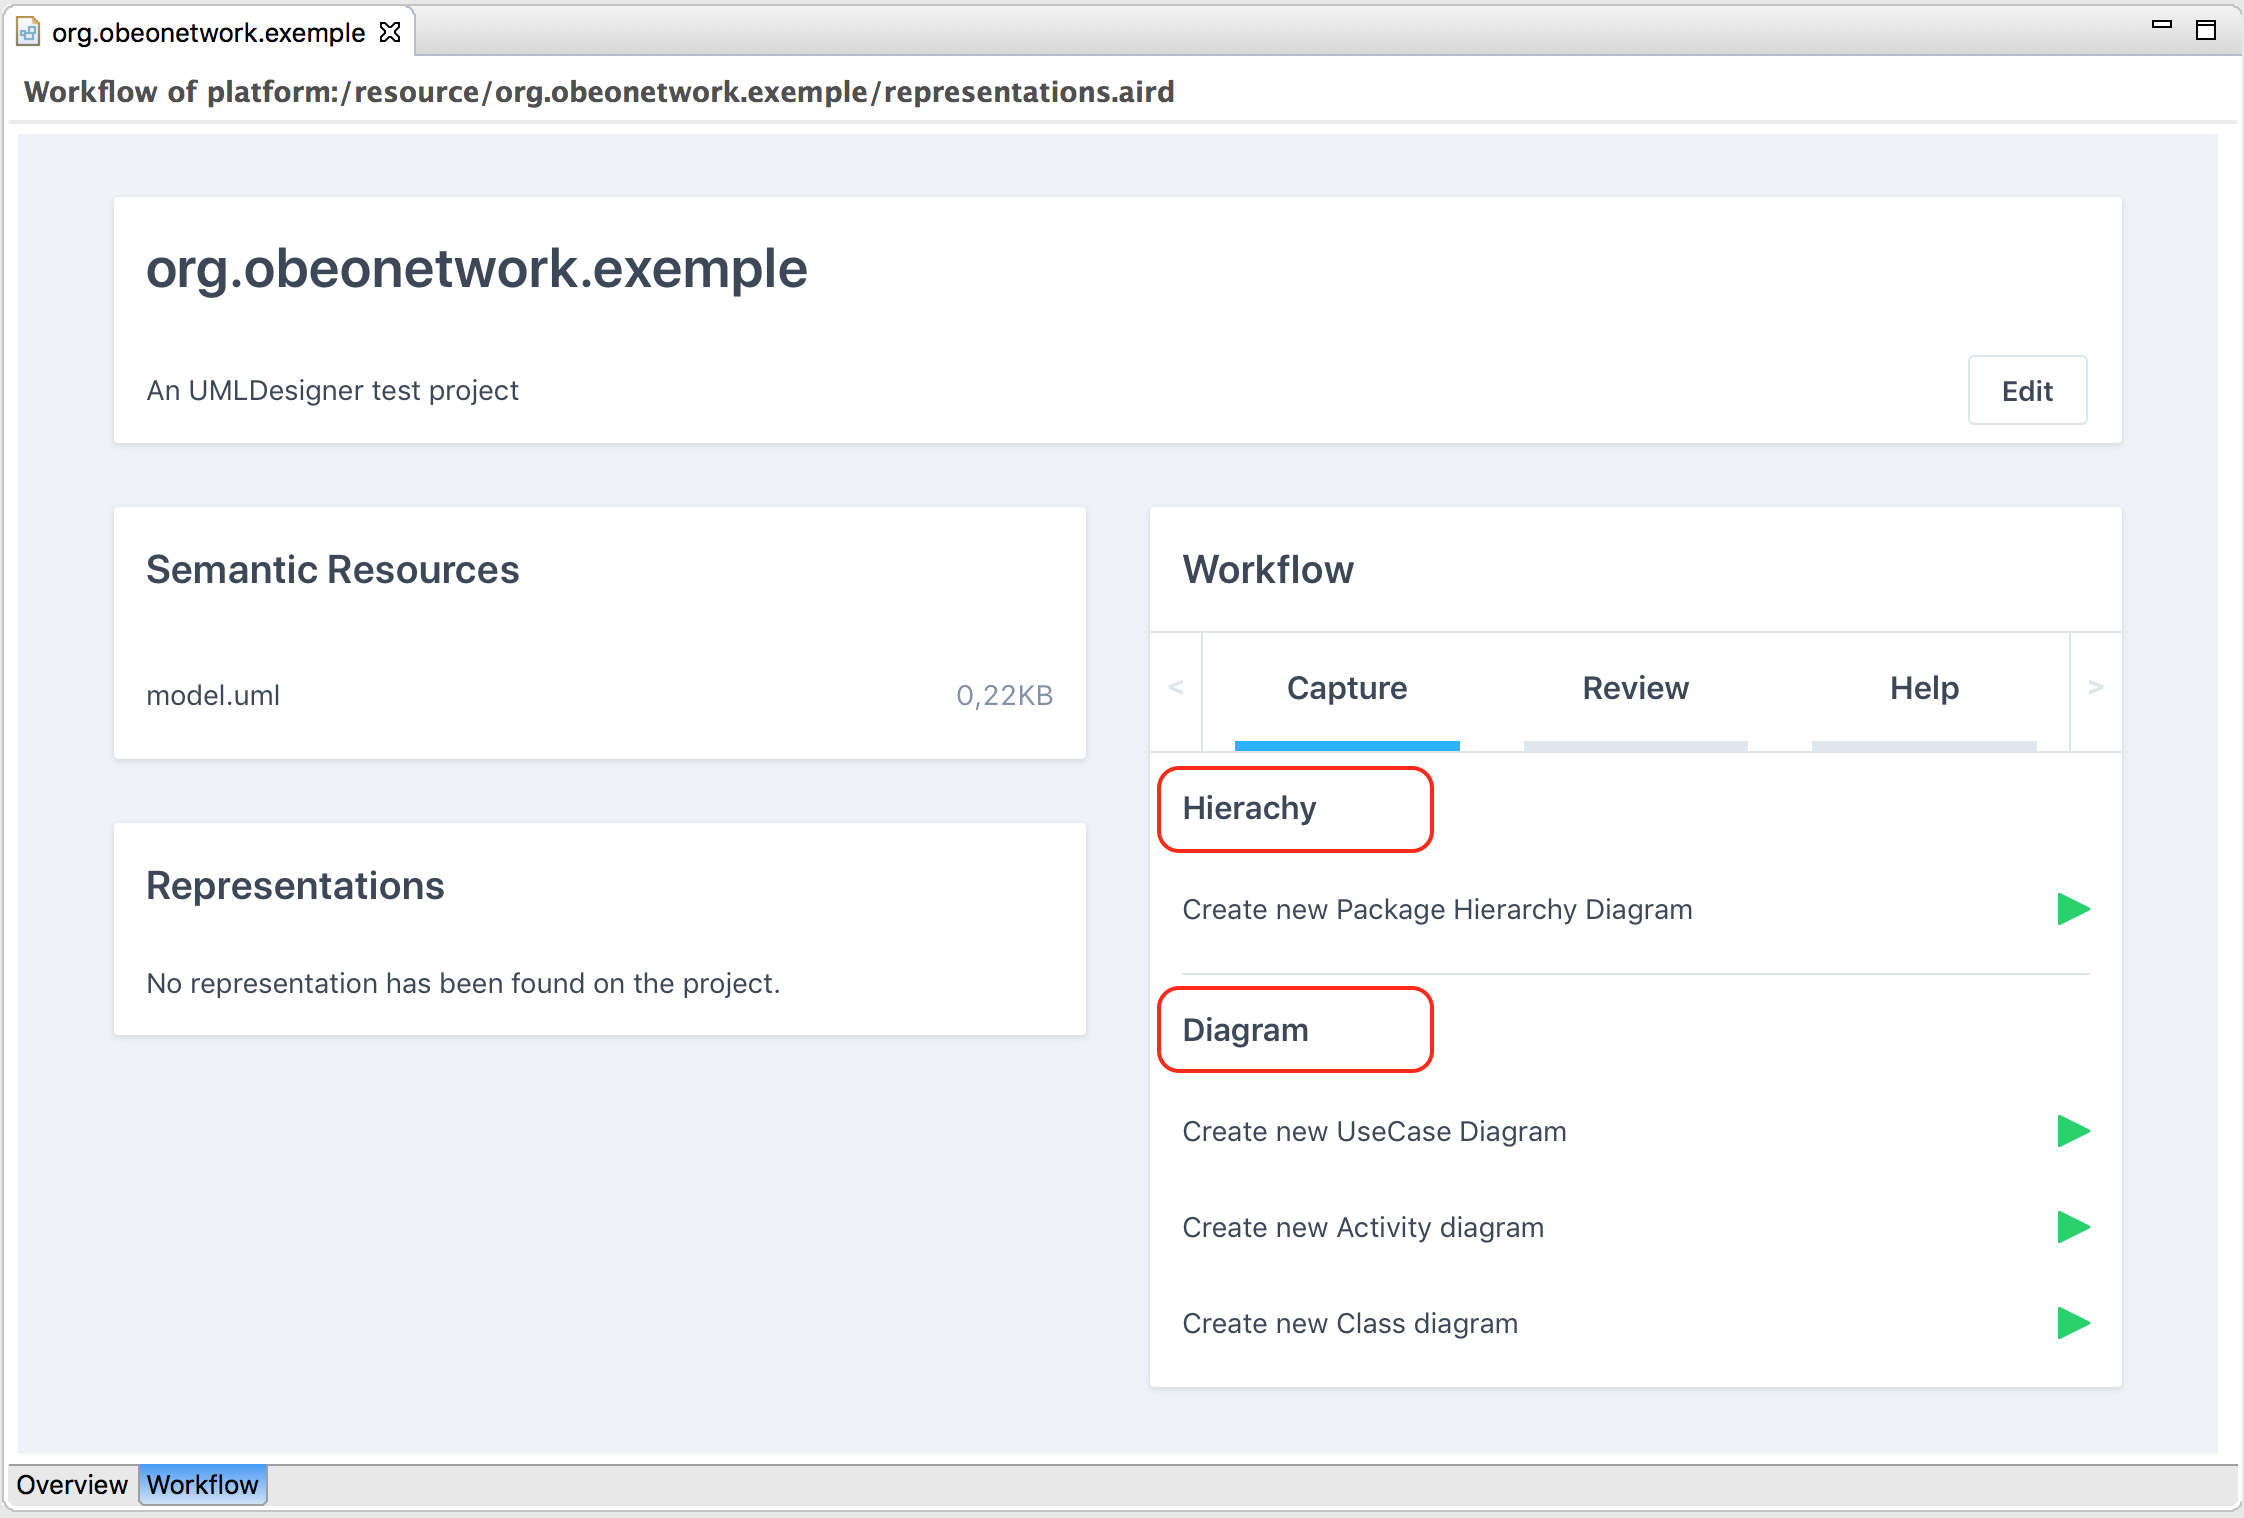 org.obeonetwork.exemple
Workflow of platform:/resource/org.obeonetwork.exemple/representations.aird
org.obeonetwork.exemple
An UMLDesigner test project
Edit
Semantic Resources
model.uml 0,22KB
Representations
No representation has been found on the project.
Workflow
< Capture Review Help >
Hierachy
Create new Package Hierarchy Diagram
Diagram
Create new UseCase Diagram
Create new Activity diagram
Create new Class diagram
Overview Workflow